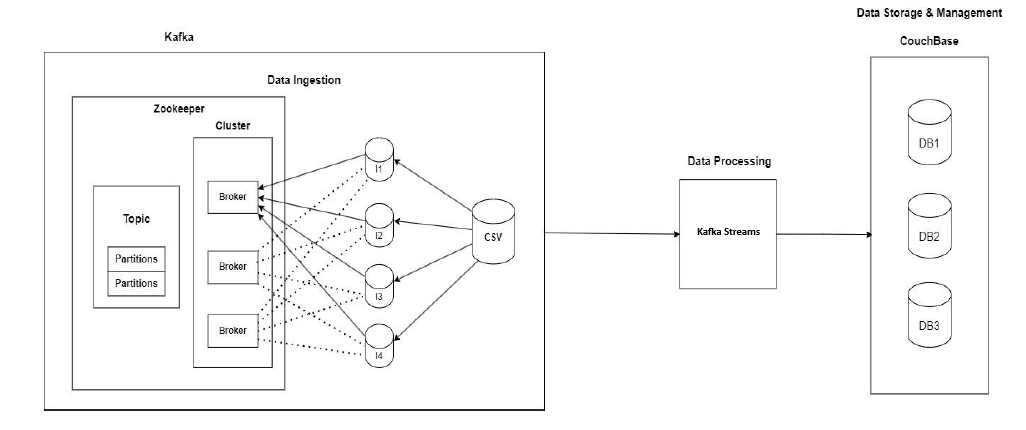 Data Storage & Management
Kafka
CouchBase
Data Ingestion
Zookeeper
Cluster
I1
DB1
Data Processing
Broker
Topic
I2
CSV
Kafka Streams
DB2
Partitions
Broker
Partitions
I3
Broker
DB3
I4